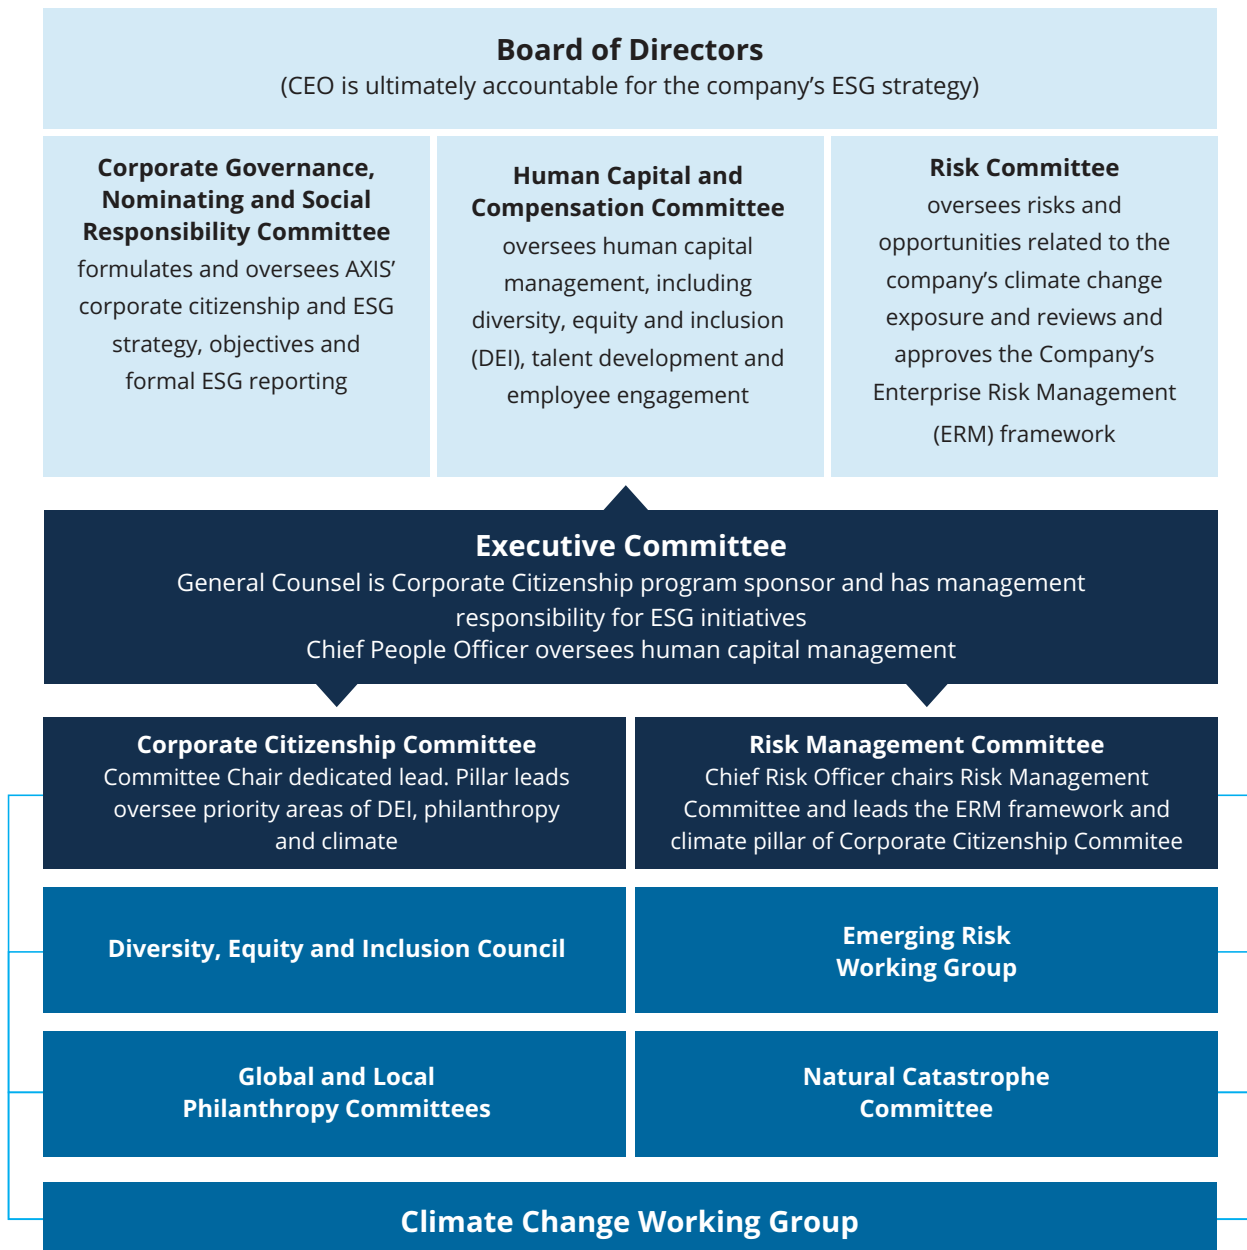 Board of Directors
(CEO is ultimately accountable for the company’s ESG strategy)
Corporate Governance,
Nominating and Social
Responsibility Committee
formulates and oversees AXIS’
corporate citizenship and ESG
strategy, objectives and
formal ESG reporting
Human Capital and
Compensation Committee
oversees human capital
management, including
diversity, equity and inclusion
(DEI), talent development and
employee engagement
Risk Committee
oversees risks and
opportunities related to the
company’s climate change
exposure and reviews and
approves the Company’s
Enterprise Risk Management
(ERM) framework
Executive Committee
General Counsel is Corporate Citizenship program sponsor and has management
responsibility for ESG initiatives
Chief People Officer oversees human capital management
Corporate Citizenship Committee
Committee Chair dedicated lead. Pillar leads
oversee priority areas of DEI, philanthropy
and climate
Risk Management Committee
Chief Risk Officer chairs Risk Management
Committee and leads the ERM framework and
climate pillar of Corporate Citizenship Commitee
Diversity, Equity and Inclusion Council
Emerging Risk
Working Group
Global and Local
Philanthropy Committees
Natural Catastrophe
Committee
Climate Change Working Group